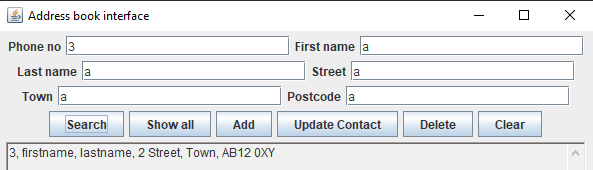 Address book interface
Phone no 3 First name a
Last name a Street a
Town a Postcode a
Search Show all Add Update Contact Delete Clear
3, firstname, lastname, 2 Street, Town, AB12 0XY